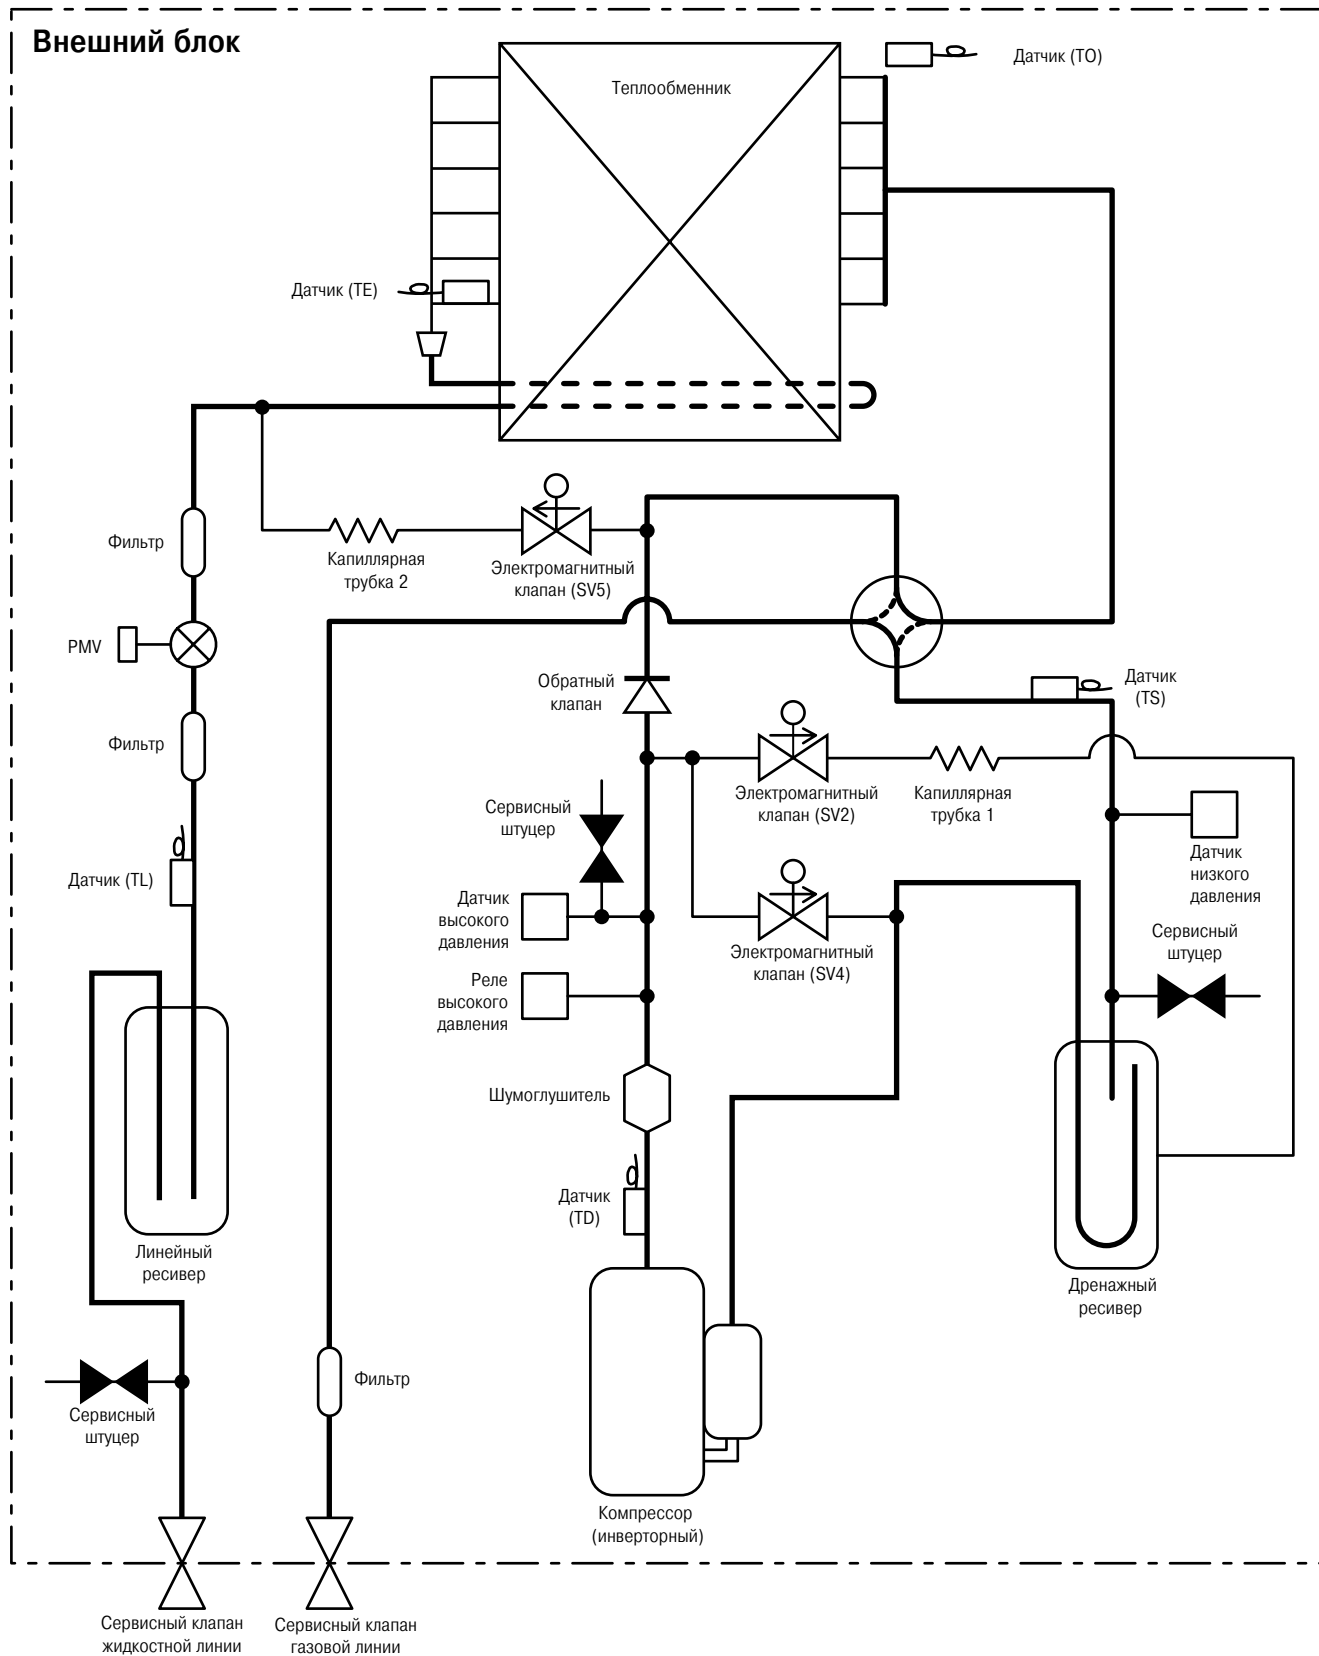 Внешний блок
Датчик (TO)
Теплообменник
Датчик (TE)
Фильтр
Капиллярная
трубка 2
Электромагнитный
клапан (SV5)
PMV
Обратный
клапан
Датчик
(TS)
Фильтр
Сервисный
штуцер
Электромагнитный
клапан (SV2)
Капиллярная
трубка 1
Датчик
низкого
давления
Датчик (TL)
Датчик
высокого
давления
Электромагнитный
клапан (SV4)
Сервисный
штуцер
Реле
высокого
давления
Шумоглушитель
Датчик
(TD)
Линейный
ресивер
Дренажный
ресивер
Фильтр
Сервисный
штуцер
Компрессор
(инверторный)
Сервисный клапан
жидкостной линии
Сервисный клапан
газовой линии